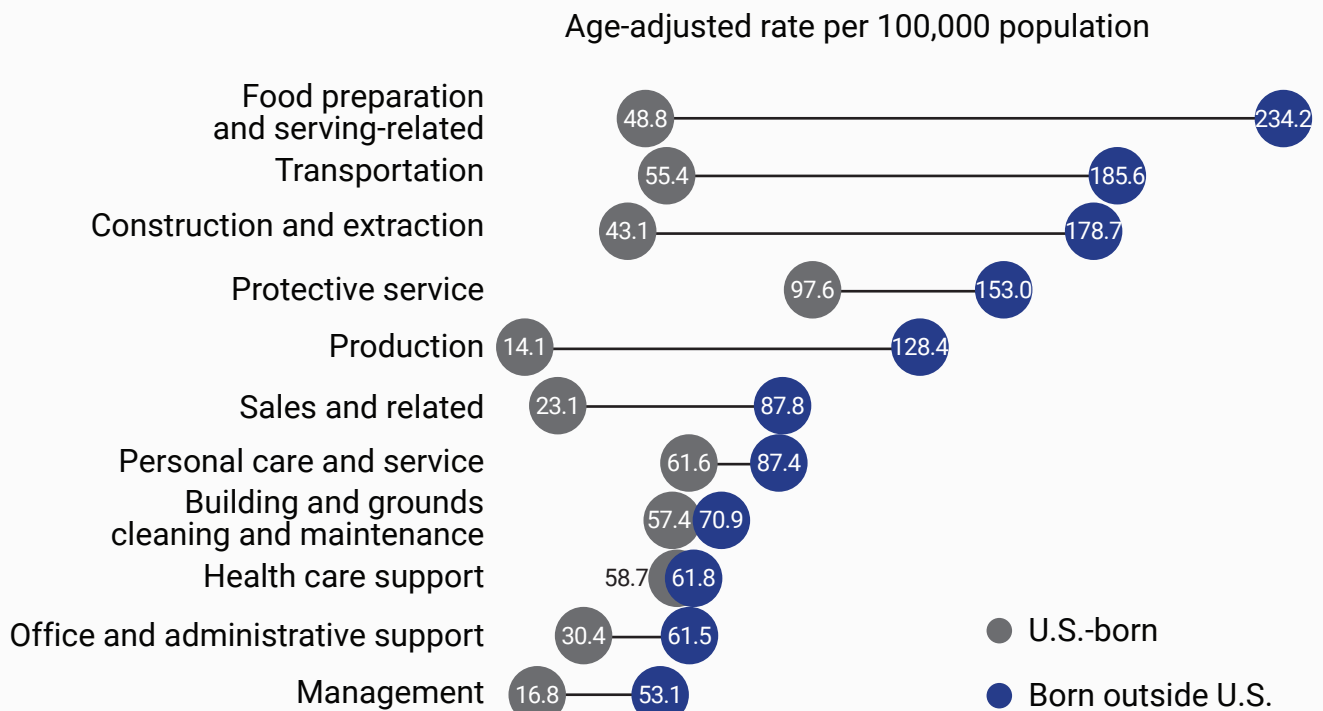 Age-adjusted rate per 100,000 population
Food preparation
and serving-related
48.8
234.2
Transportation
55.4
185.6
Construction and extraction
43.1
178.7
Protective service
97.6
153.0
Production
14.1
128.4
Sales and related
23.1
87.8
Personal care and service
61.6
87.4
Building and grounds
cleaning and maintenance
57.4
70.9
Health care support
58.7
61.8
Office and administrative support
30.4
61.5
Management
16.8
53.1
U.S.-born
Born outside U.S.